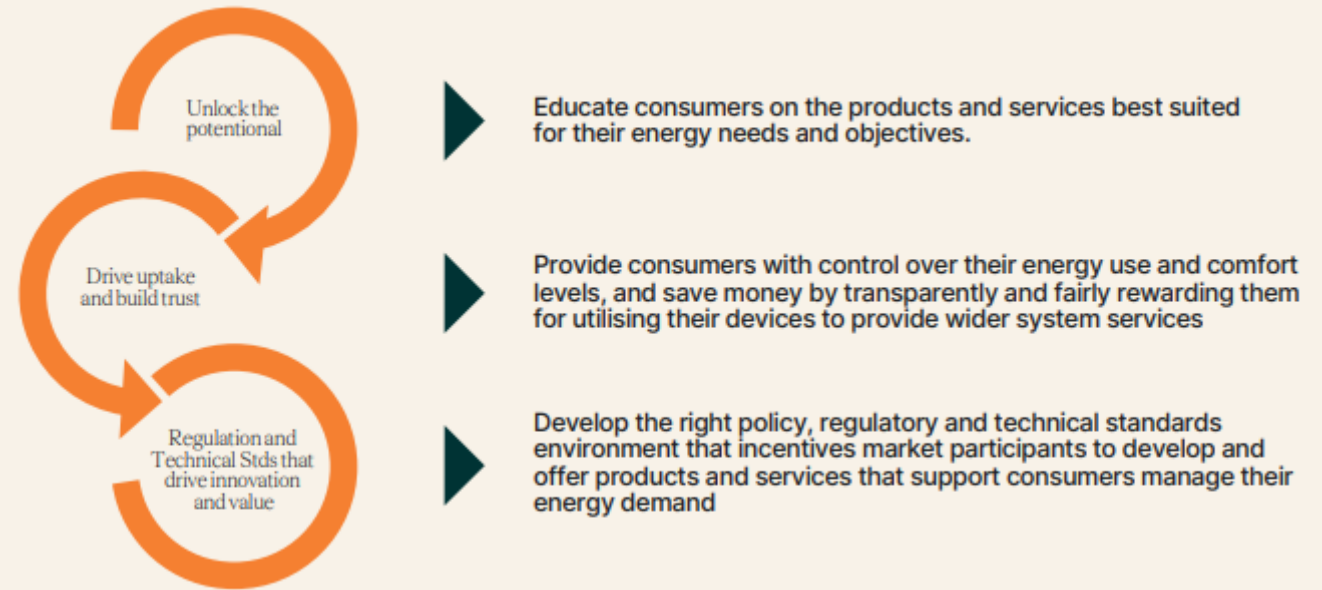 Unlock the
potentional
Educate consumers on the products and services best suited
for their energy needs and objectives.
Drive uptake
and build trust
Provide consumers with control over their energy use and comfort
levels, and save money by transparently and fairly rewarding them
for utilising their devices to provide wider system services
Regulation and
Technical Stds that
drive innovation
and value
Develop the right policy, regulatory and technical standards
environment that incentives market participants to develop and
offer products and services that support consumers manage their
energy demand